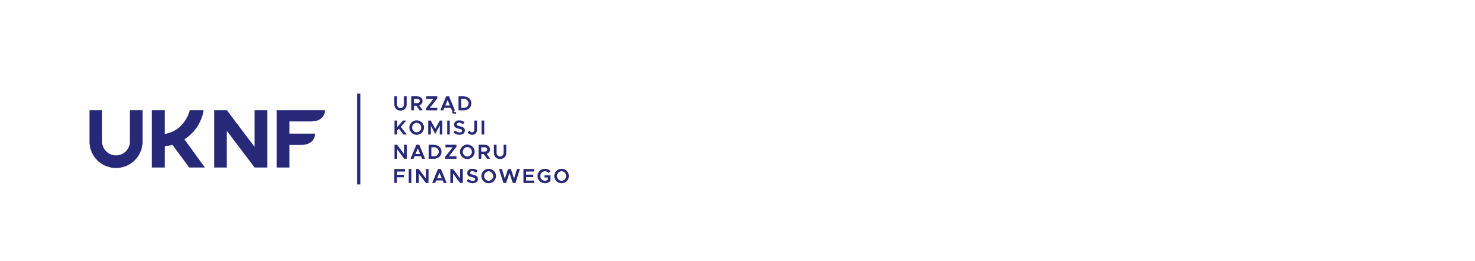 UKNF
URZĄD
KOMISJI
NADZORU
FINANSOWEGO